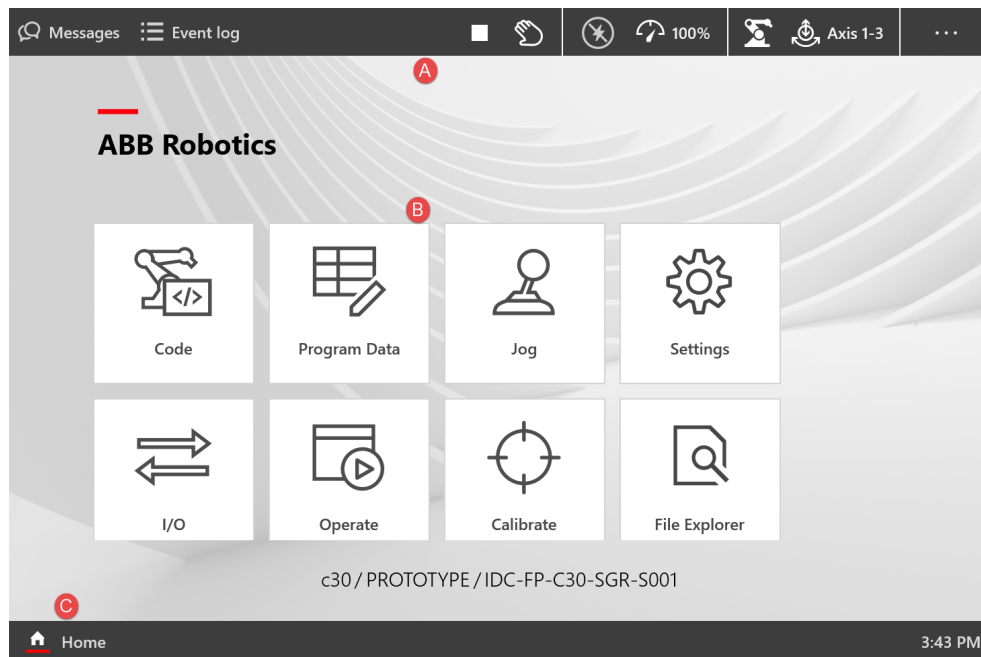 Messages Event log 100% Axis 1-3 ...
A
ABB Robotics
B
</>
Code Program Data Jog Settings
I/O Operate Calibrate File Explorer
c30 / PROTOTYPE / IDC-FP-C30-SGR-S001
C
Home 3:43 PM